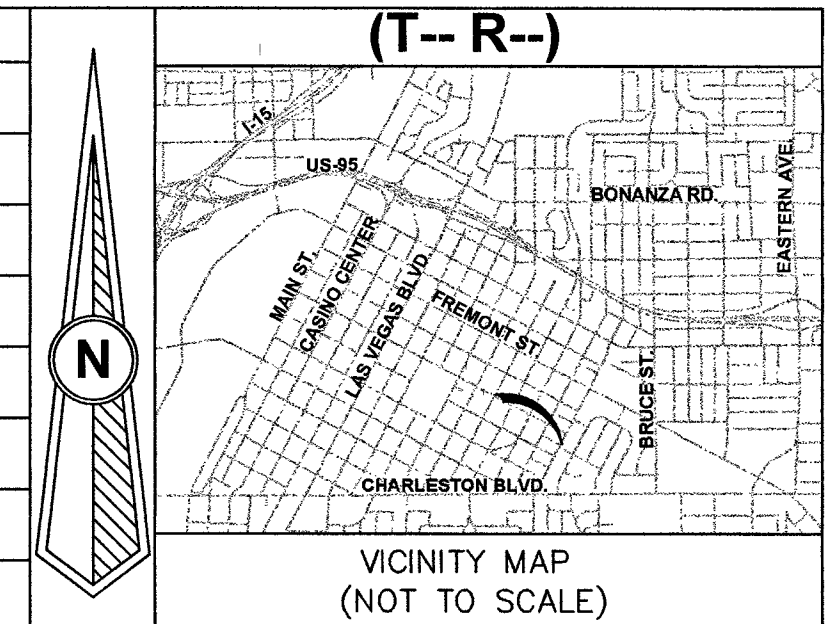 (T-- R--)
I-15
US-95
BONANZA RD.
EASTERN AVE.
MAIN ST.
CASINO CENTER
LAS VEGAS BLVD
FREMONT ST.
BRUCE ST.
N
CHARLESTON BLVD.
VICINITY MAP
(NOT TO SCALE)